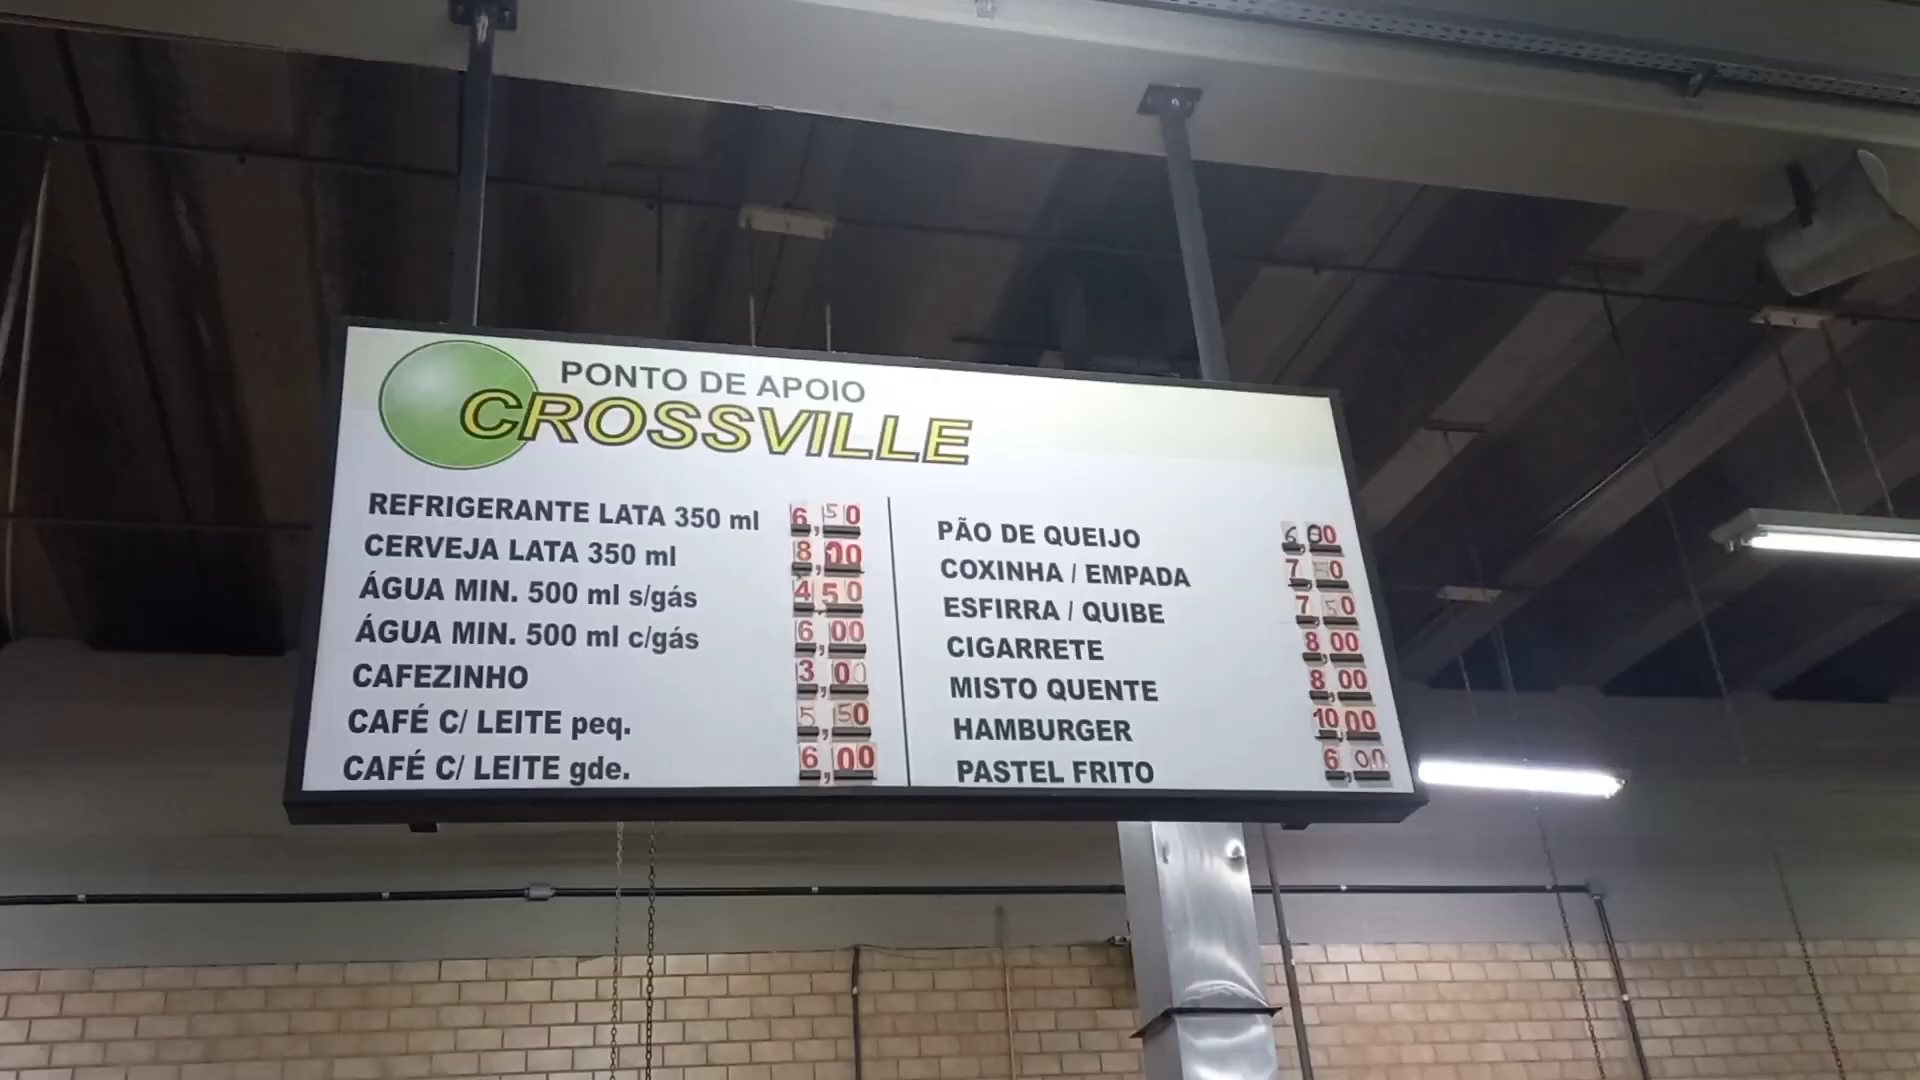 PONTO DE APOIO
CROSSVILLE
REFRIGERANTE LATA 350 ml 6,50
CERVEJA LATA 350 ml 8,00
ÁGUA MIN. 500 ml s/gás 4,50
ÁGUA MIN. 500 ml c/gás 6,00
CAFEZINHO 3,00
CAFÉ C/ LEITE peq. 5,50
CAFÉ C/ LEITE gde. 6,00
PÃO DE QUEIJO 6,00
COXINHA / EMPADA 7,50
ESFIRRA / QUIBE 7,50
CIGARRETE 8,00
MISTO QUENTE 8,00
HAMBURGER 10,00
PASTEL FRITO 6,00